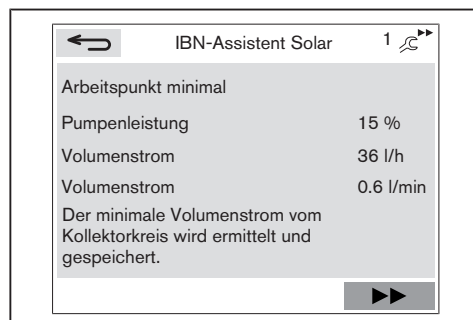 IBN-Assistent Solar 1
Arbeitspunkt minimal
Pumpenleistung 15 %
Volumenstrom 36 l/h
Volumenstrom 0.6 l/min
Der minimale Volumenstrom vom
Kollektorkreis wird ermittelt und
gespeichert.